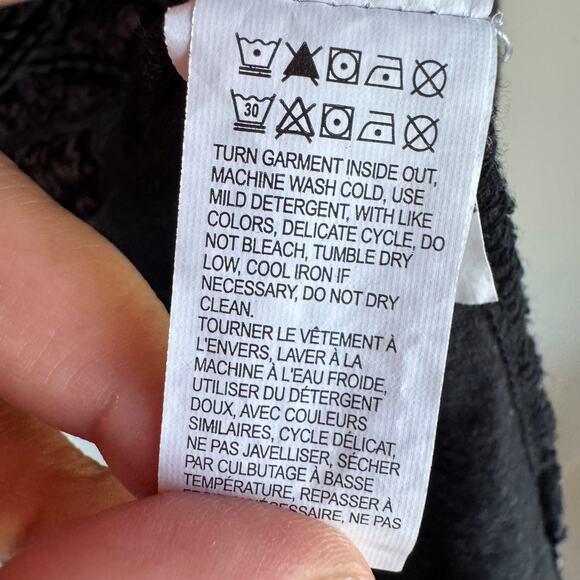 30
TURN GARMENT INSIDE OUT,
MACHINE WASH COLD, USE
MILD DETERGENT, WITH LIKE
COLORS, DELICATE CYCLE, DO
NOT BLEACH, TUMBLE DRY
LOW, COOL IRON IF
NECESSARY, DO NOT DRY
CLEAN.
TOURNER LE VÊTEMENT À
L'ENVERS, LAVER À LA
MACHINE À L'EAU FROIDE,
UTILISER DU DÉTERGENT
DOUX, AVEC COULEURS
SIMILAIRES, CYCLE DÉLICAT,
NE PAS JAVELLISER, SÉCHER
PAR CULBUTAGE À BASSE
TEMPÉRATURE, REPASSER À
NÉCESSAIRE, NE PAS